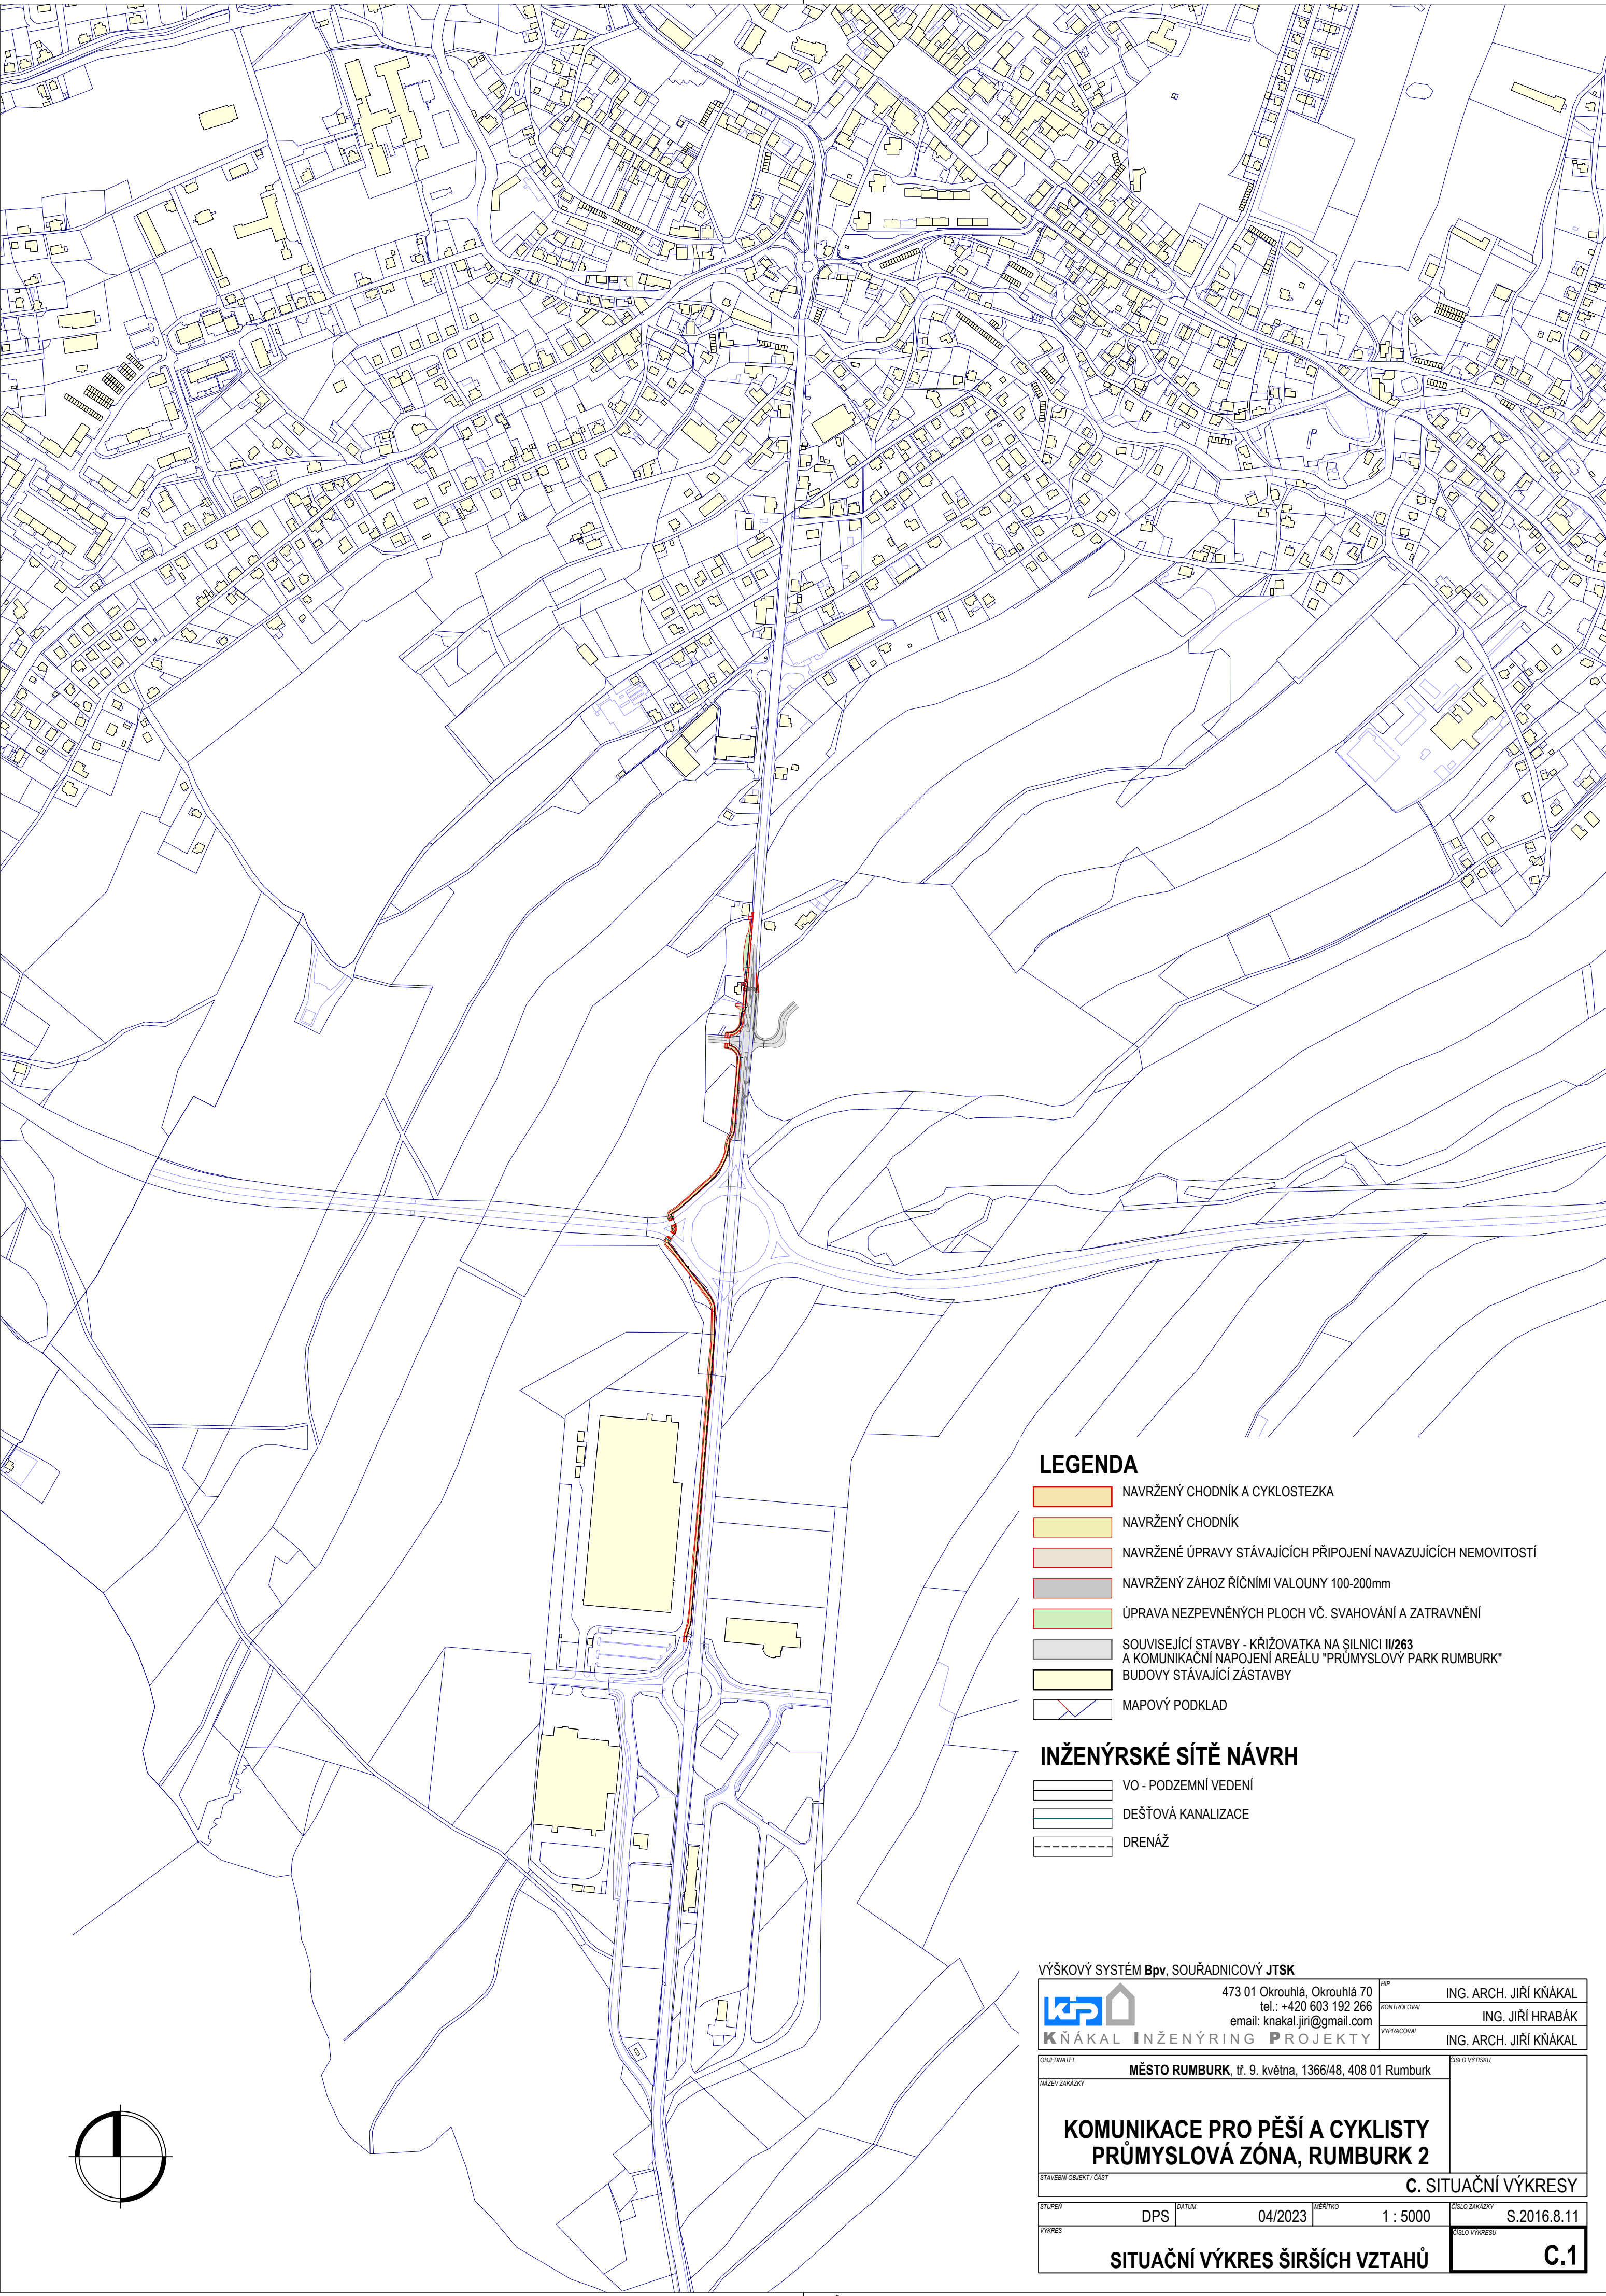 LEGENDA
NAVRŽENÝ CHODNÍK A CYKLOSTEZKA
NAVRŽENÝ CHODNÍK
NAVRŽENÉ ÚPRAVY STÁVAJÍCÍCH PŘIPOJENÍ NAVAZUJÍCÍCH NEMOVITOSTÍ
NAVRŽENÝ ZÁHOZ ŘÍČNÍMI VALOUNY 100-200mm
ÚPRAVA NEZPEVNĚNÝCH PLOCH VČ. SVAHOVÁNÍ A ZATRAVNĚNÍ
SOUVISEJÍCÍ STAVBY - KŘIŽOVATKA NA SILNICI II/263
A KOMUNIKAČNÍ NAPOJENÍ AREÁLU "PRŮMYSLOVÝ PARK RUMBURK"
BUDOVY STÁVAJÍCÍ ZÁSTAVBY
MAPOVÝ PODKLAD
INŽENÝRSKÉ SÍTĚ NÁVRH
VO - PODZEMNÍ VEDENÍ
DEŠŤOVÁ KANALIZACE
DRENÁŽ
VÝŠKOVÝ SYSTÉM Bpv, SOUŘADNICOVÝ JTSK
kip
KŇÁKAL INŽENÝRING PROJEKTY
473 01 Okrouhlá, Okrouhlá 70
tel.: +420 603 192 266
email: knakal.jiri@gmail.com
HIP
ING. ARCH. JIŘÍ KŇÁKAL
KONTROLOVAL
ING. JIŘÍ HRABÁK
VYPRACOVAL
ING. ARCH. JIŘÍ KŇÁKAL
OBJEDNATEL
MĚSTO RUMBURK, tř. 9. května, 1366/48, 408 01 Rumburk
ČÍSLO VÝTISKU
NÁZEV ZAKÁZKY
KOMUNIKACE PRO PĚŠÍ A CYKLISTY
PRŮMYSLOVÁ ZÓNA, RUMBURK 2
STAVEBNÍ OBJEKT / ČÁST
C. SITUAČNÍ VÝKRESY
STUPEŇ
DPS
DATUM
04/2023
MĚŘÍTKO
1 : 5000
ČÍSLO ZAKÁZKY
S.2016.8.11
VÝKRES
SITUAČNÍ VÝKRES ŠIRŠÍCH VZTAHŮ
ČÍSLO VÝKRESU
C.1